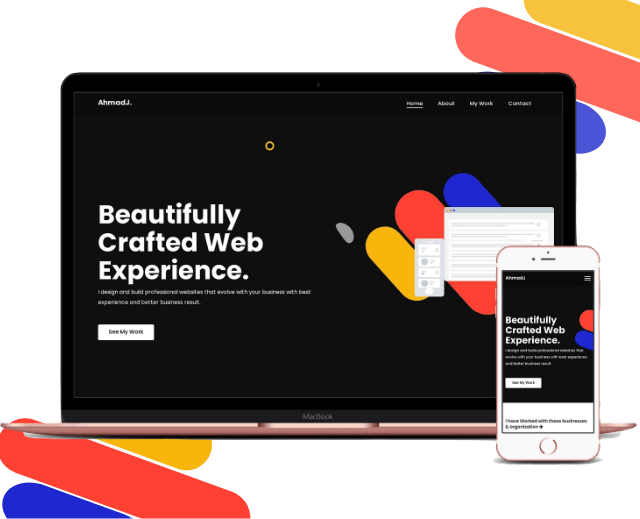 AhmadJ.
Home About My Work Contact
Beautifully
Crafted Web
Experience.
I design and build professional websites that evolve with your business with best
experience and better business result.
See My Work
MacBook
AhmadJ
Beautifully
Crafted Web
Experience.
I design and build professional websites that
evolve with your business with best experience
and better business result
See My Work
I have Worked with these businesses
& organization →